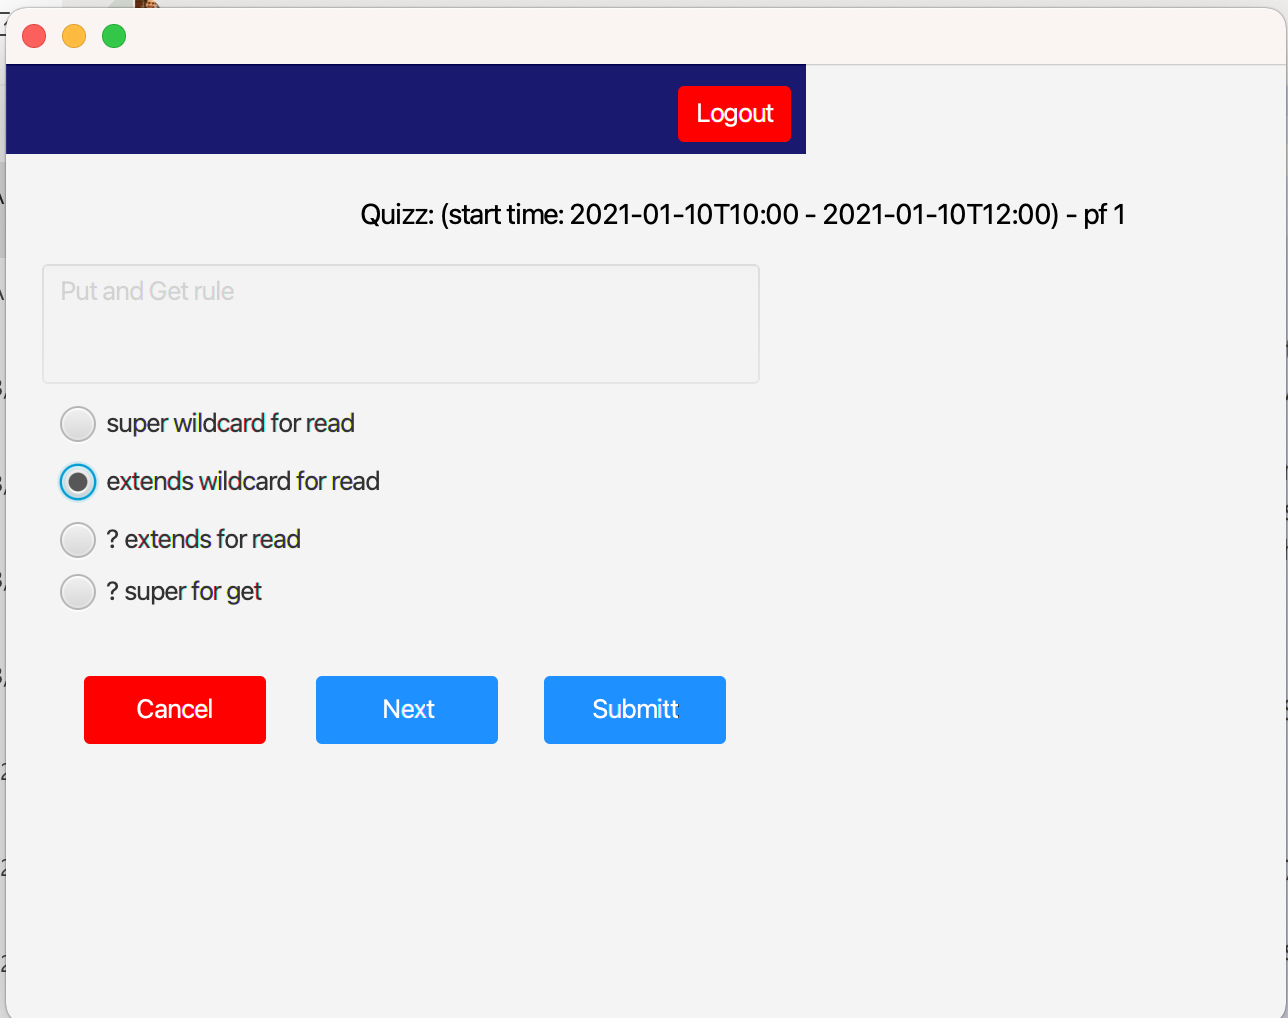 Logout
Quizz: (start time: 2021-01-10T10:00 - 2021-01-10T12:00) - pf 1
Put and Get rule
super wildcard for read
extends wildcard for read
? extends for read
? super for get
Cancel
Next
Submitt